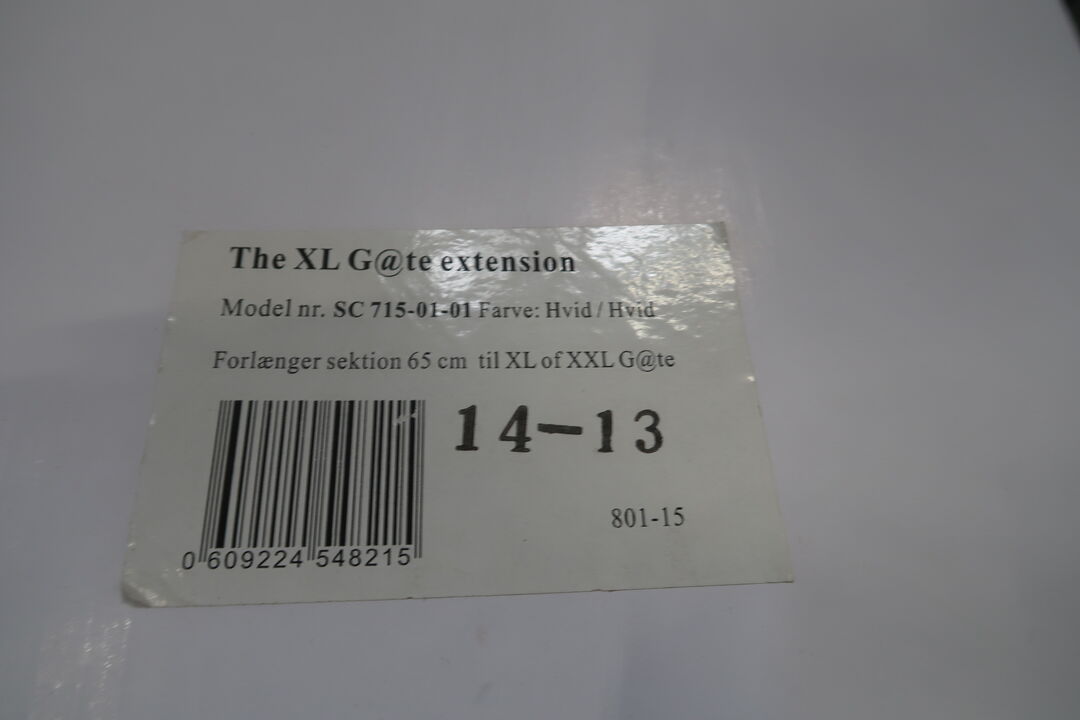 The XL G@te extension
Model nr. SC 715-01-01 Farve: Hvid / Hvid
Forlænger sektion 65 cm til XL of XXL G@te
14-13
801-15
0 609224 548215